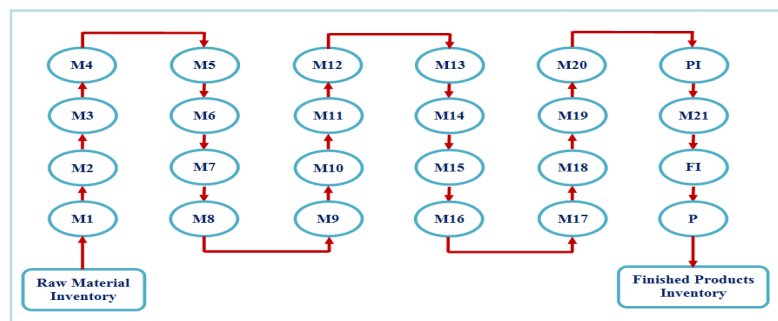 M4
M5
M12
M13
M20
PI
M3
M6
M11
M14
M19
M21
M2
M7
M10
M15
M18
FI
M1
M8
M9
M16
M17
P
Raw Material
Inventory
Finished Products
Inventory